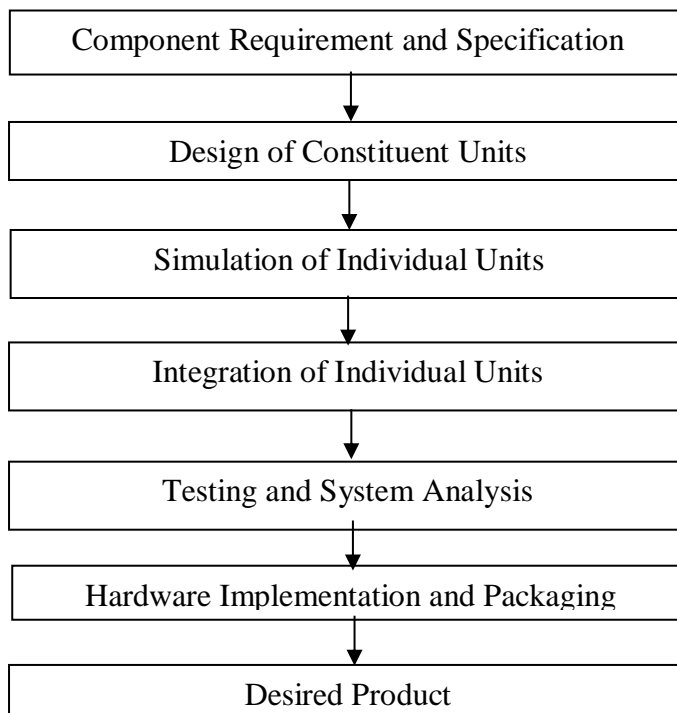 Component Requirement and Specification
Design of Constituent Units
Simulation of Individual Units
Integration of Individual Units
Testing and System Analysis
Hardware Implementation and Packaging
Desired Product